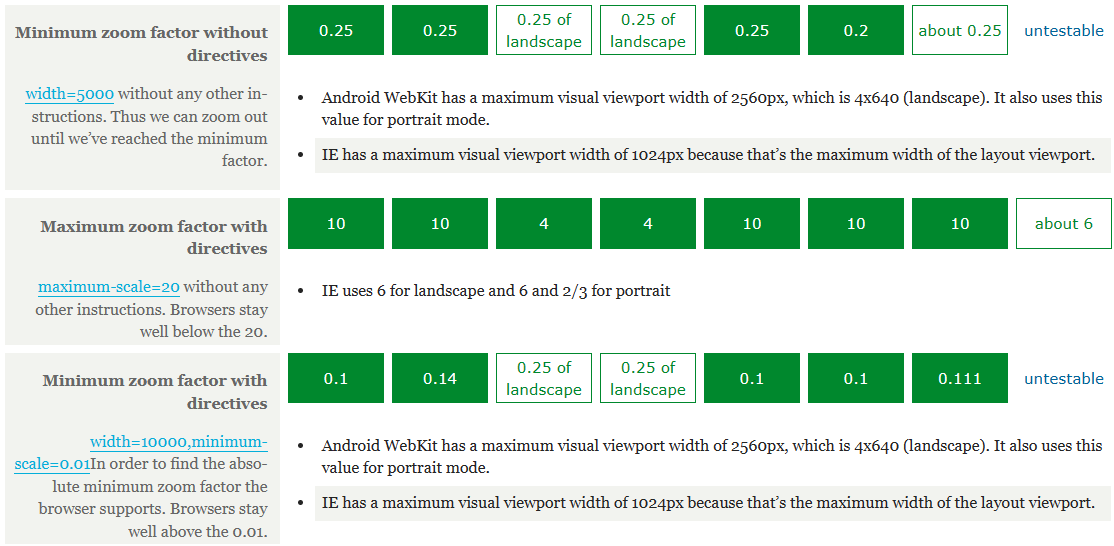 Minimum zoom factor without
directives
width=5000 without any other in-
structions. Thus we can zoom out
until we've reached the minimum
factor.
0.25 0.25 0.25 of landscape 0.25 of landscape 0.25 0.2 about 0.25 untestable
• Android WebKit has a maximum visual viewport width of 2560px, which is 4x640 (landscape). It also uses this
value for portrait mode.
• IE has a maximum visual viewport width of 1024px because that's the maximum width of the layout viewport.
Maximum zoom factor with
directives
maximum-scale=20 without any
other instructions. Browsers stay
well below the 20.
10 10 4 4 10 10 10 about 6
• IE uses 6 for landscape and 6 and 2/3 for portrait
Minimum zoom factor with
directives
width=10000,minimum-
scale=0.01In order to find the abso-
lute minimum zoom factor the
browser supports. Browsers stay
well above the 0.01.
0.1 0.14 0.25 of landscape 0.25 of landscape 0.1 0.1 0.111 untestable
• Android WebKit has a maximum visual viewport width of 2560px, which is 4x640 (landscape). It also uses this
value for portrait mode.
• IE has a maximum visual viewport width of 1024px because that's the maximum width of the layout viewport.